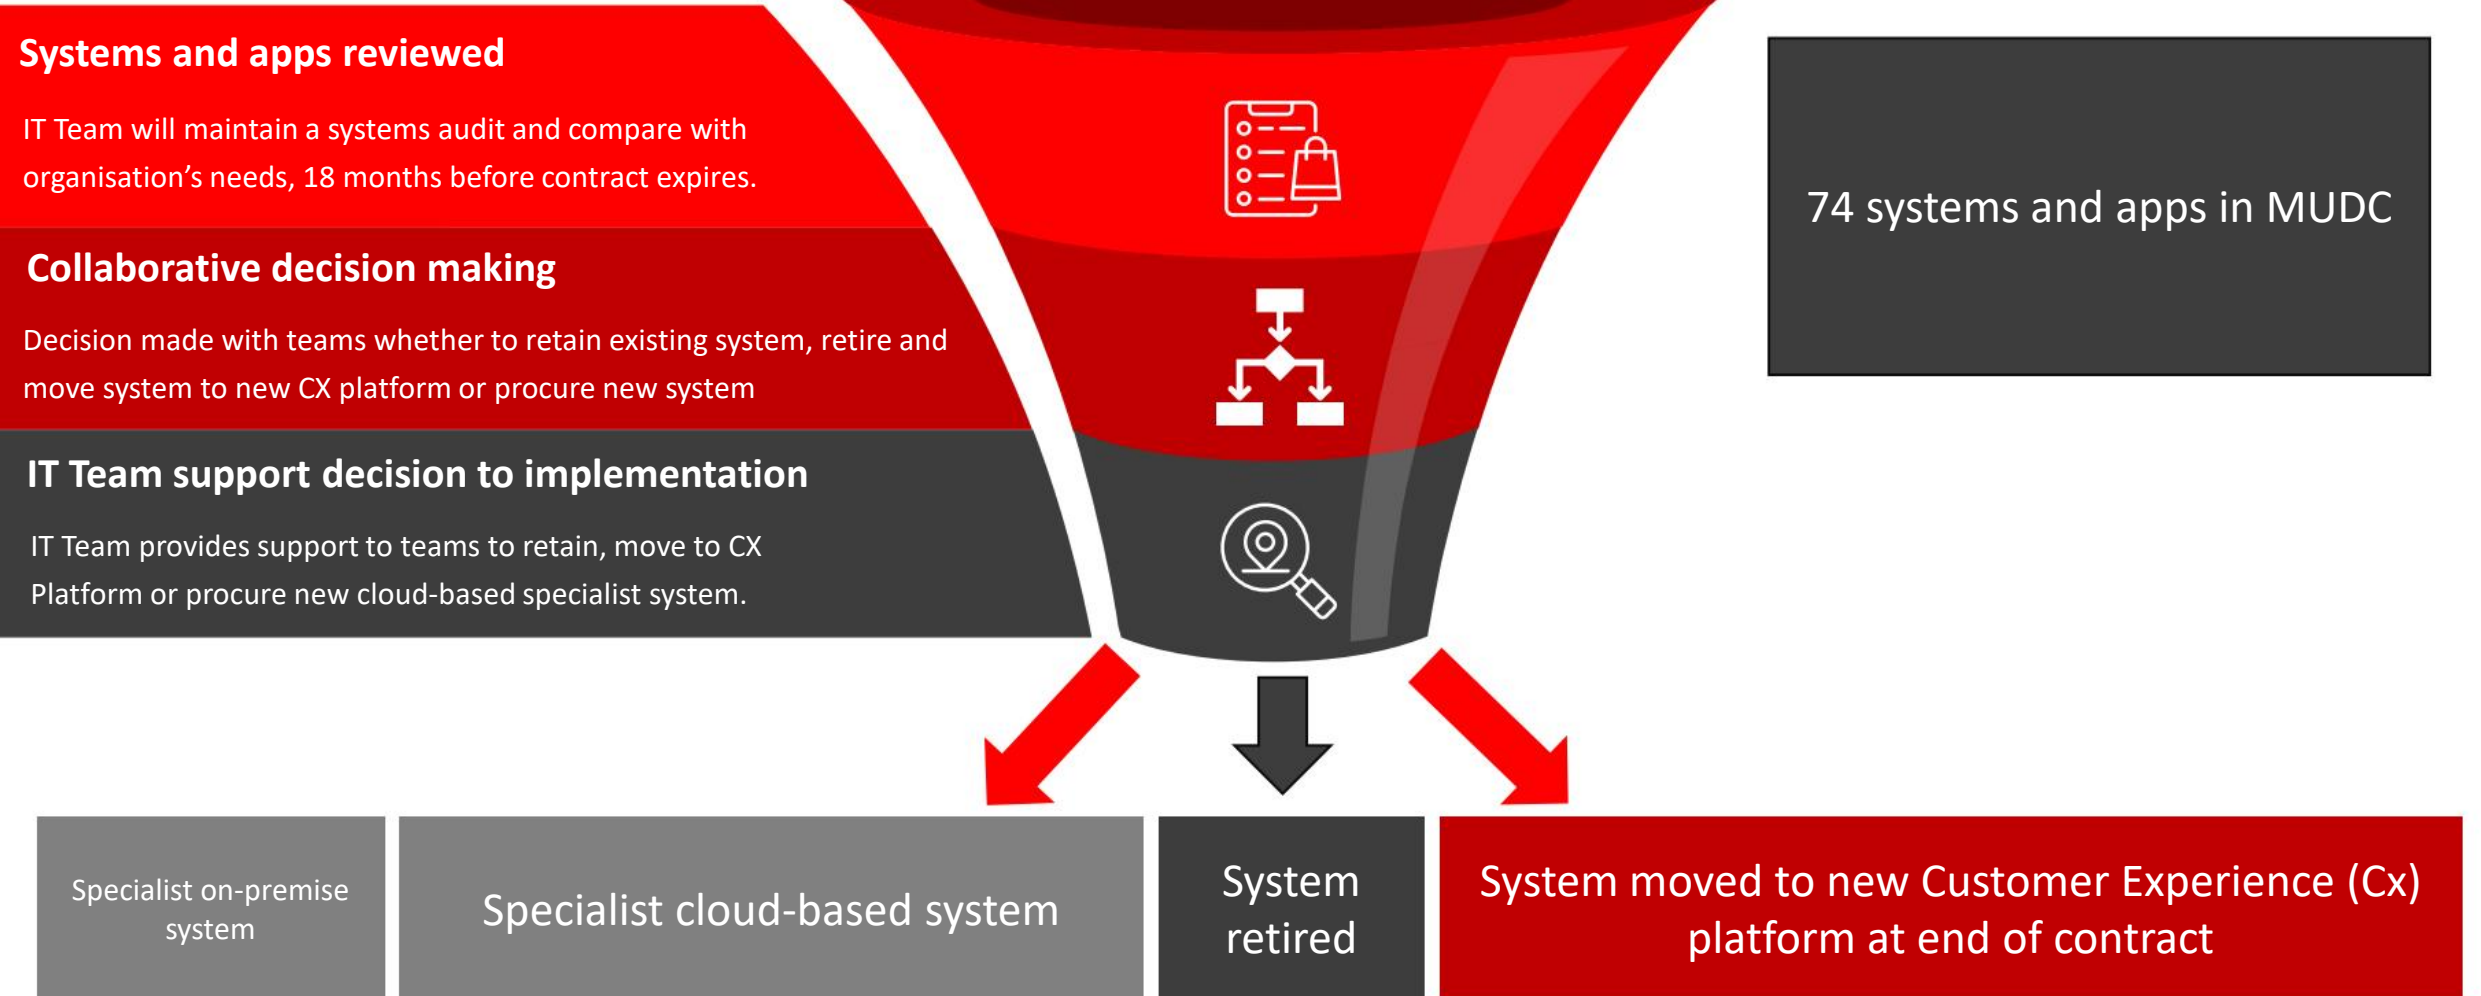 Systems and apps reviewed
IT Team will maintain a systems audit and compare with
organisation’s needs, 18 months before contract expires.
Collaborative decision making
Decision made with teams whether to retain existing system, retire and
move system to new CX platform or procure new system
IT Team support decision to implementation
IT Team provides support to teams to retain, move to CX
Platform or procure new cloud-based specialist system.
74 systems and apps in MUDC
Specialist on-premise
system
Specialist cloud-based system
System
retired
System moved to new Customer Experience (Cx)
platform at end of contract